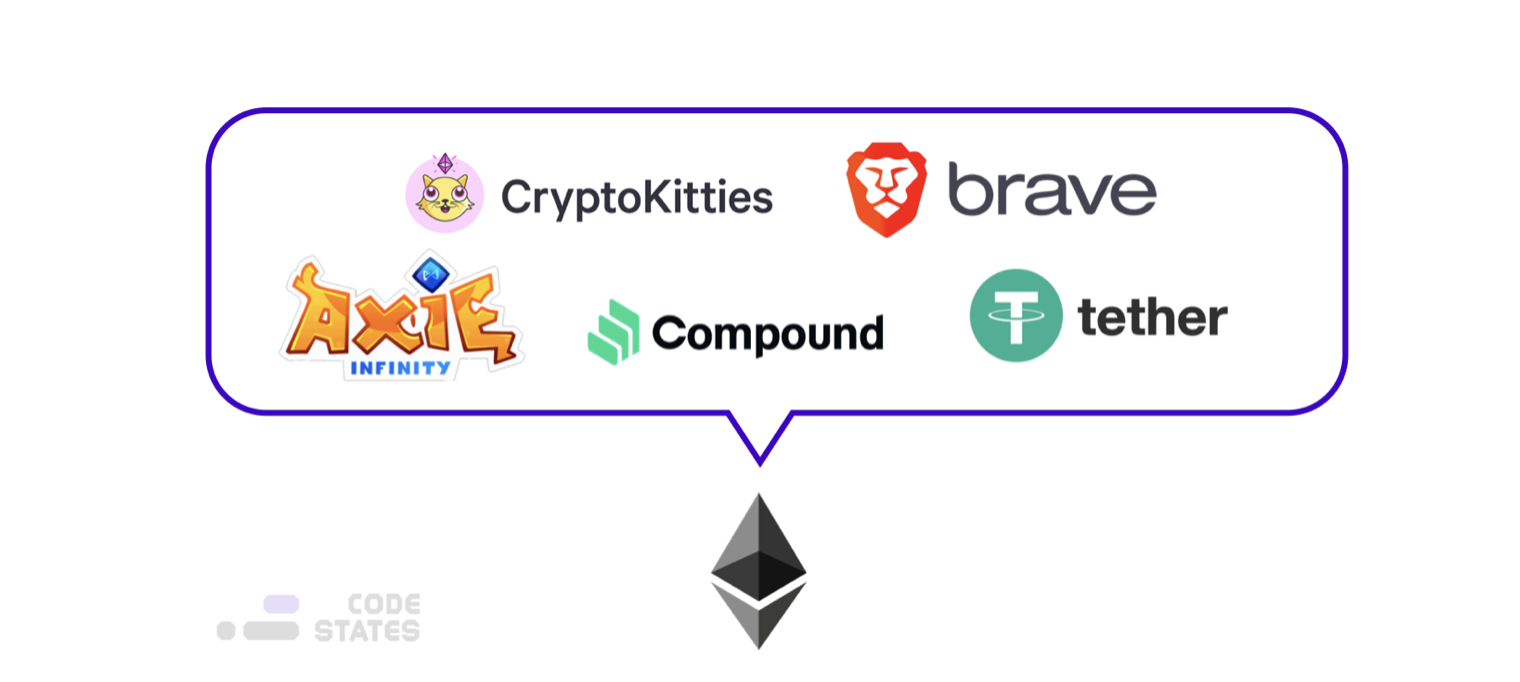 CryptoKitties
brave
AXIE
INFINITY
Compound
tether
CODE
STATES